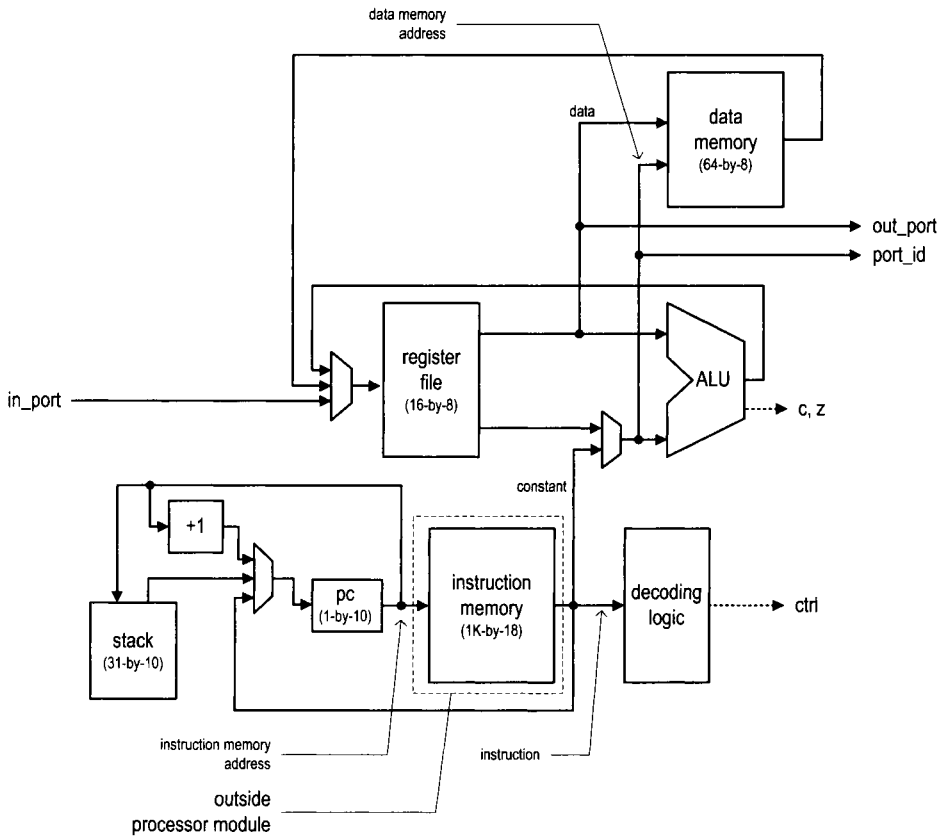 data memory
address
data
data
memory
(64-by-8)
out_port
port_id
register
file
(16-by-8)
ALU
in_port
c, z
constant
+1
pc
(1-by-10)
instruction
memory
(1K-by-18)
decoding
logic
ctrl
stack
(31-by-10)
instruction memory
address
instruction
outside
processor module